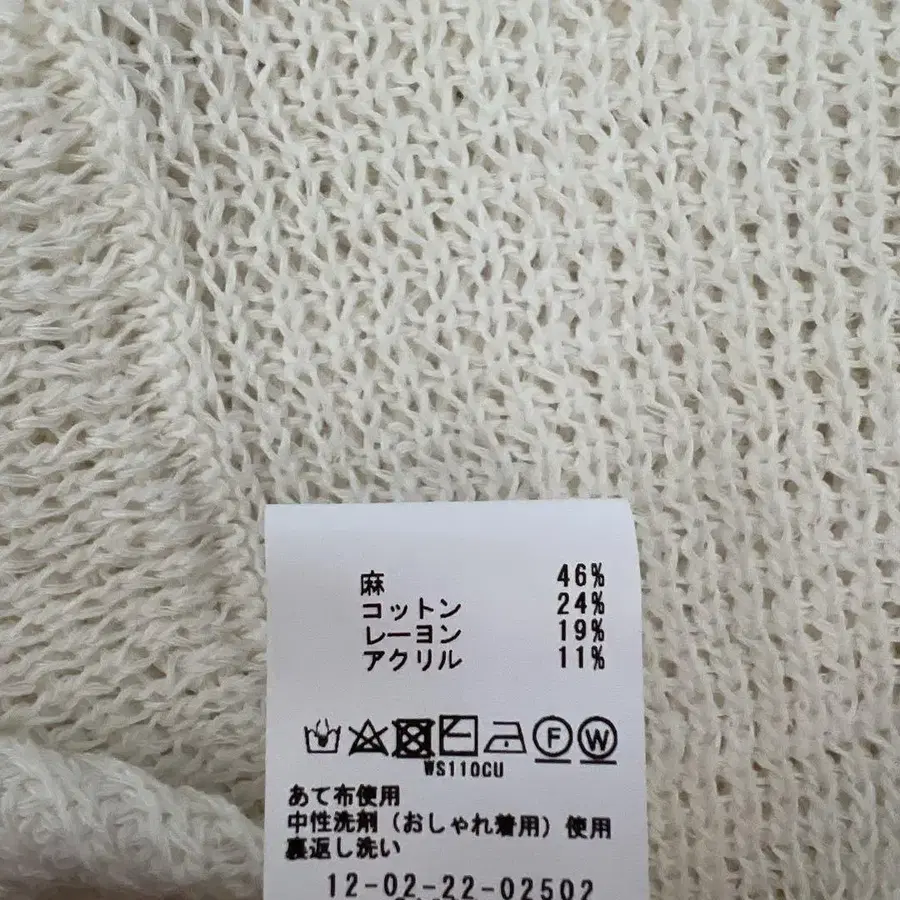 麻 46%
コットン 24%
レーヨン 19%
アクリル 11%
F W
WS110CU
あて布使用
中性洗剤（おしゃれ着用）使用
裏返し洗い
12-02-22-02502